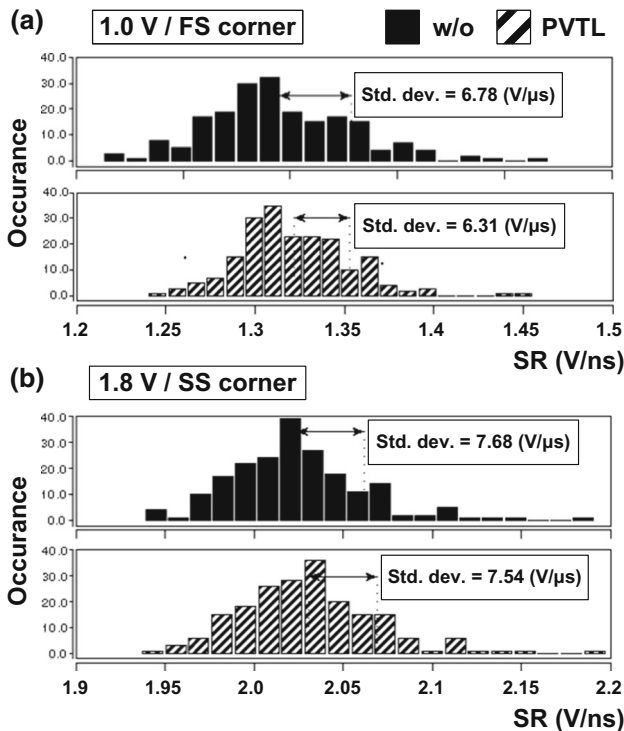 (a) 1.0 V / FS corner w/o PVTL
40.0
30.0
20.0
10.0
0.0
Std. dev. = 6.78 (V/µs)
40.0
30.0
20.0
10.0
0.0
Std. dev. = 6.31 (V/µs)
Occurance
1.2 1.25 1.3 1.35 1.4 1.45 1.5
SR (V/ns)
(b) 1.8 V / SS corner
40.0
30.0
20.0
10.0
0.0
Std. dev. = 7.68 (V/µs)
40.0
30.0
20.0
10.0
0.0
Std. dev. = 7.54 (V/µs)
Occurance
1.9 1.95 2.0 2.05 2.1 2.15 2.2
SR (V/ns)